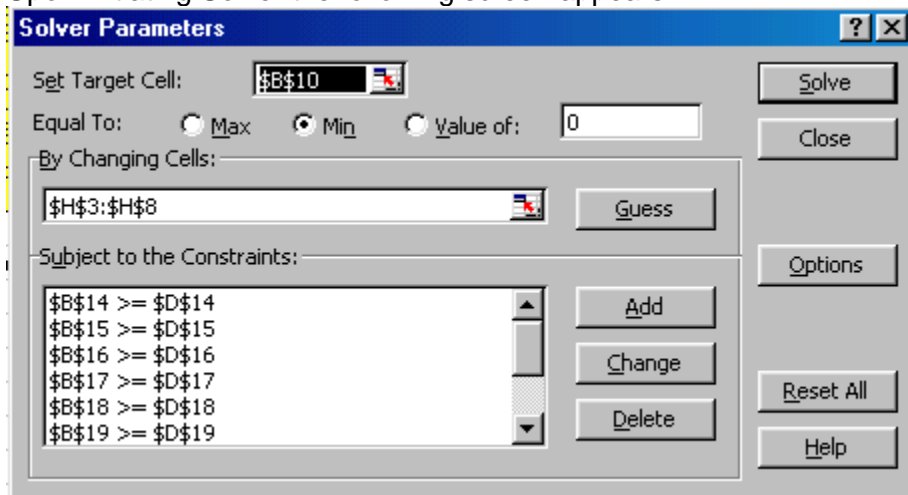 Solver Parameters ? X
Set Target Cell: $B$10 Solve
Equal To: Max Min Value of: 0
Close
By Changing Cells:
$H$3:$H$8 Guess
Subject to the Constraints: Options
$B$14 >= $D$14 Add
$B$15 >= $D$15
$B$16 >= $D$16 Change
$B$17 >= $D$17
$B$18 >= $D$18 Delete Reset All
$B$19 >= $D$19
Help